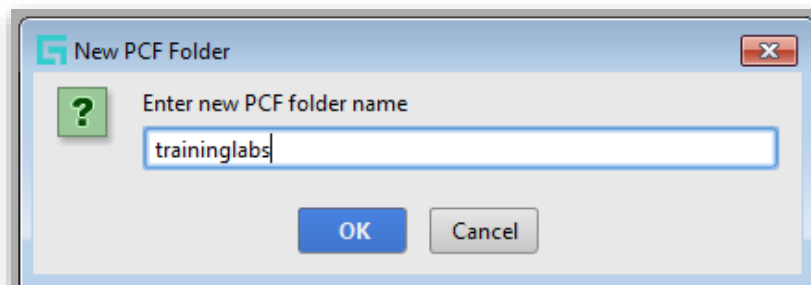 New PCF Folder
Enter new PCF folder name
traininglabs
OK
Cancel